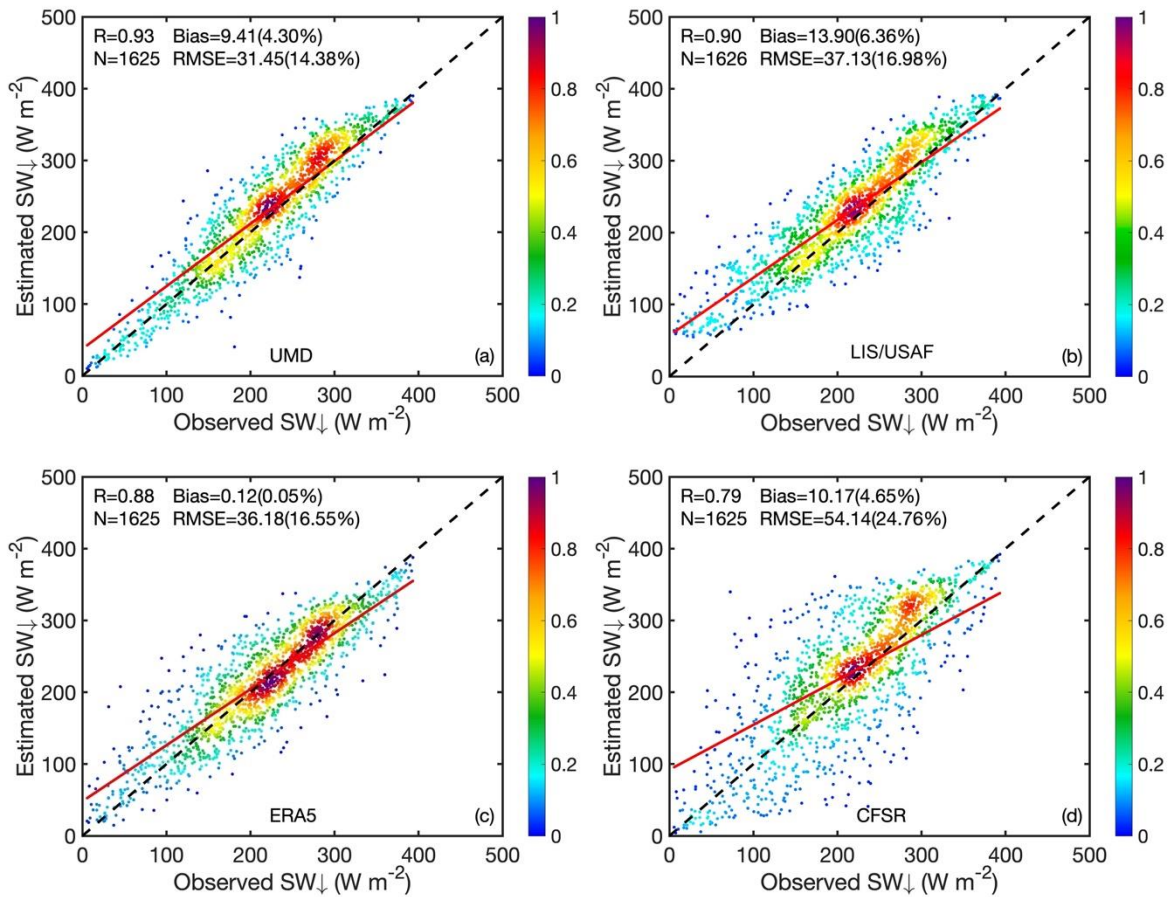 R=0.93 Bias=9.41(4.30%)
N=1625 RMSE=31.45(14.38%)
500
400
300
200
100
0
Estimated SW↓ (W m-2)
0 100 200 300 400 500
Observed SW↓ (W m-2)
UMD
(a)
1
0.8
0.6
0.4
0.2
0
R=0.90 Bias=13.90(6.36%)
N=1626 RMSE=37.13(16.98%)
500
400
300
200
100
0
Estimated SW↓ (W m-2)
0 100 200 300 400 500
Observed SW↓ (W m-2)
LIS/USAF
(b)
1
0.8
0.6
0.4
0.2
0
R=0.88 Bias=0.12(0.05%)
N=1625 RMSE=36.18(16.55%)
500
400
300
200
100
0
Estimated SW↓ (W m-2)
0 100 200 300 400 500
Observed SW↓ (W m-2)
ERA5
(c)
1
0.8
0.6
0.4
0.2
0
R=0.79 Bias=10.17(4.65%)
N=1625 RMSE=54.14(24.76%)
500
400
300
200
100
0
Estimated SW↓ (W m-2)
0 100 200 300 400 500
Observed SW↓ (W m-2)
CFSR
(d)
1
0.8
0.6
0.4
0.2
0